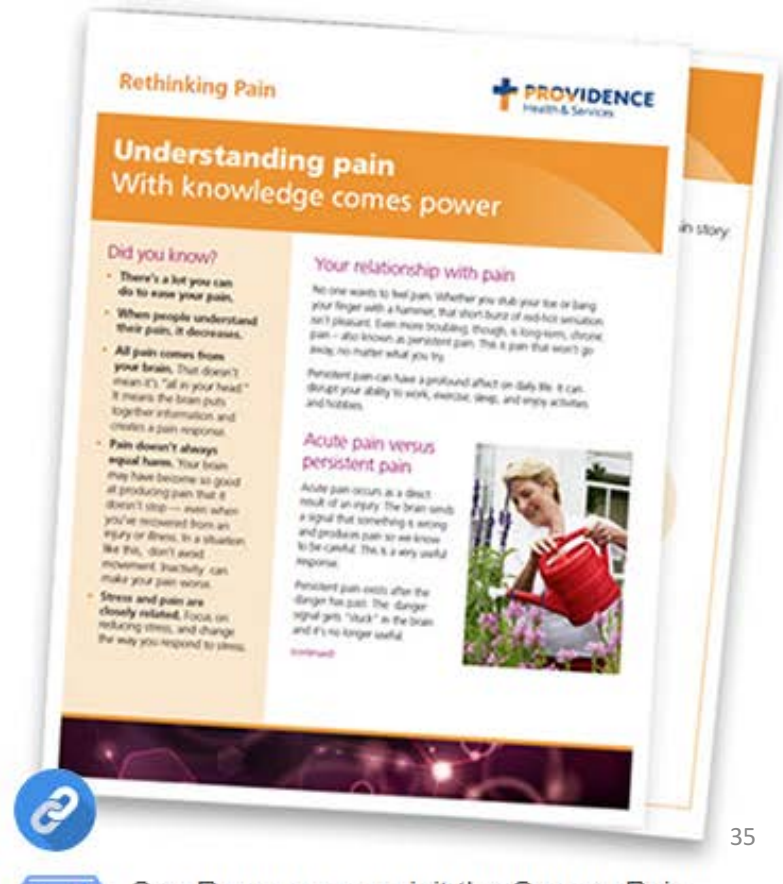 Rethinking Pain
PROVIDENCE
Health & Services
Understanding pain
With knowledge comes power
Did you know?
• There's a lot you can
do to ease your pain.
• When people understand
their pain, it decreases.
• All pain comes from
your brain. That doesn't
mean it's "all in your head."
It means the brain puts
together information and
creates a pain response.
• Pain doesn't always
equal harm. Your brain
may have become so good
at producing pain that it
doesn't stop — even when
you've recovered from an
injury or illness. In a situation
like this, don't avoid
movement. Inactivity can
make your pain worse.
• Stress and pain are
closely related. Focus on
reducing stress, and change
the way you respond to stress.
Your relationship with pain
No one wants to feel pain. Whether you stub your toe or bang
your finger with a hammer, that short burst of red-hot sensation
isn't pleasant. Even more troubling, though, is long-term, chronic
pain – also known as persistent pain. This is pain that won't go
away, no matter what you try.
Persistent pain can have a profound affect on daily life. It can
disrupt your ability to work, exercise, sleep, and enjoy activities
and hobbies.
Acute pain versus
persistent pain
Acute pain occurs as a direct
result of an injury. The brain sends
a signal that something is wrong
and produces pain so we know
to be careful. This is a very useful
response.
Persistent pain exists after the
danger has past. The danger
signal gets "stuck" in the brain
and it's no longer useful.
(continued)
in story
35